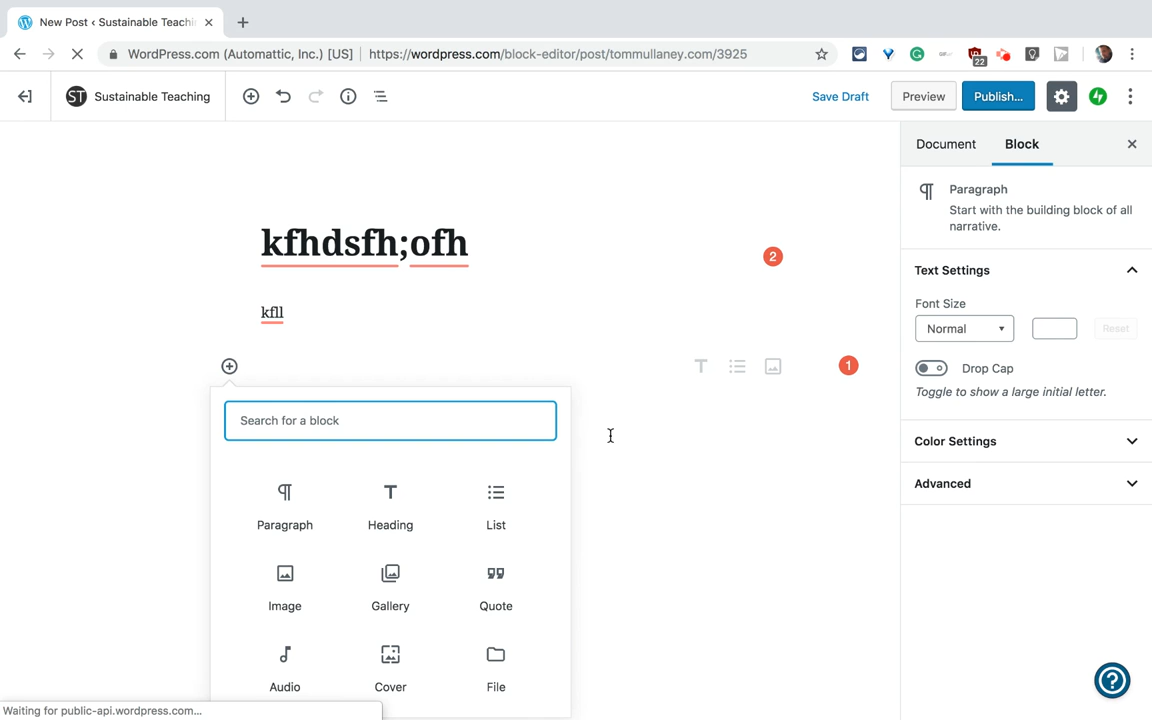 New Post ‹ Sustainable Teachi
WordPress.com (Automattic, Inc.) [US] | https://wordpress.com/block-editor/post/tommullaney.com/3925
22
ST Sustainable Teaching
Save Draft
Preview
Publish...
Document
Block
Paragraph
Start with the building block of all
narrative.
Text Settings
Font Size
Normal
Reset
Drop Cap
Toggle to show a large initial letter.
Color Settings
Advanced
kfhdsfh;ofh
2
kfll
T
1
Search for a block
Paragraph
Heading
List
Image
Gallery
Quote
Audio
Cover
File
Waiting for public-api.wordpress.com...